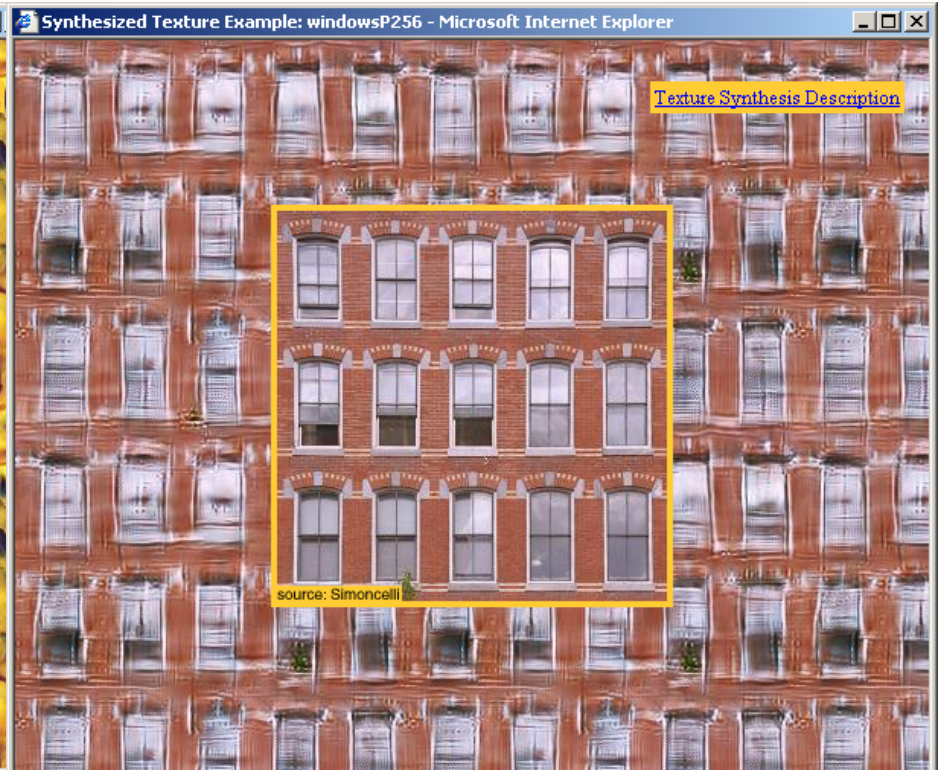 Synthesized Texture Example: windowsP256 - Microsoft Internet Explorer
Texture Synthesis Description
source: Simoncelli